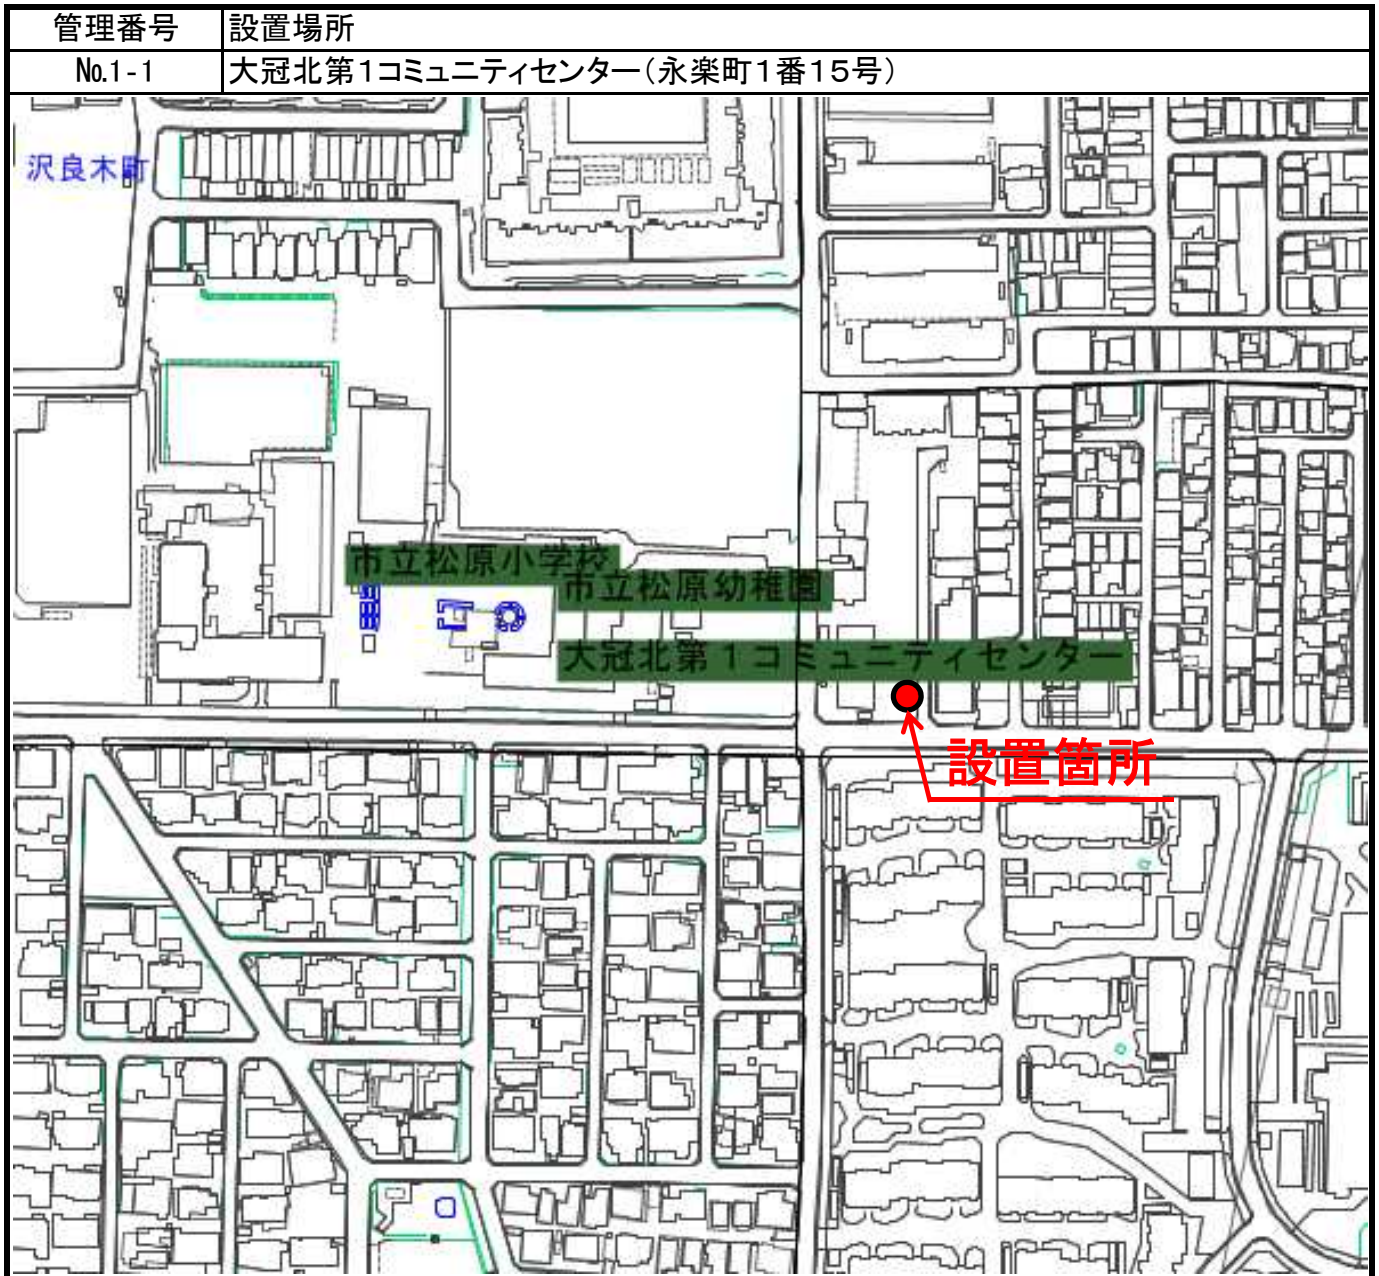 管理番号 設置場所
№1-1 大冠北第1コミュニティセンター(永楽町1番15号)
沢良木町
市立松原小学校
市立松原幼稚園
大冠北第1コミュニティセンター
設置箇所